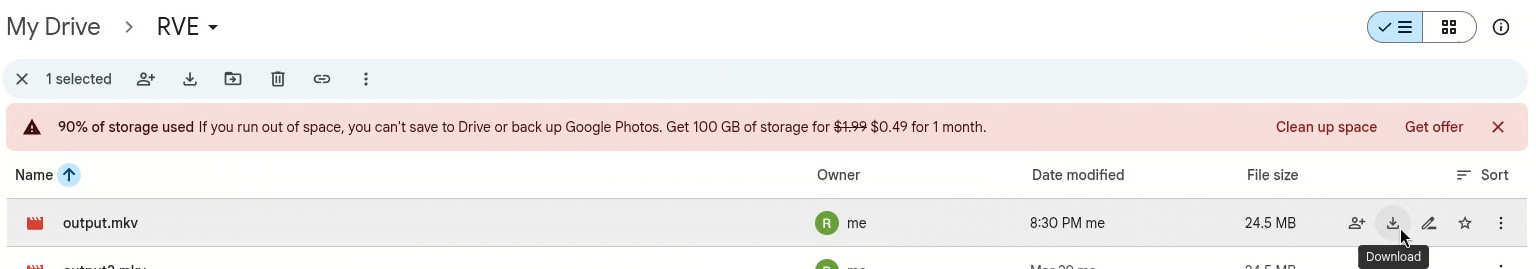 My Drive > RVE
1 selected
90% of storage used If you run out of space, you can't save to Drive or back up Google Photos. Get 100 GB of storage for $1.99 $0.49 for 1 month. Clean up space Get offer
Name Owner Date modified File size Sort
output.mkv R me 8:30 PM me 24.5 MB
Download